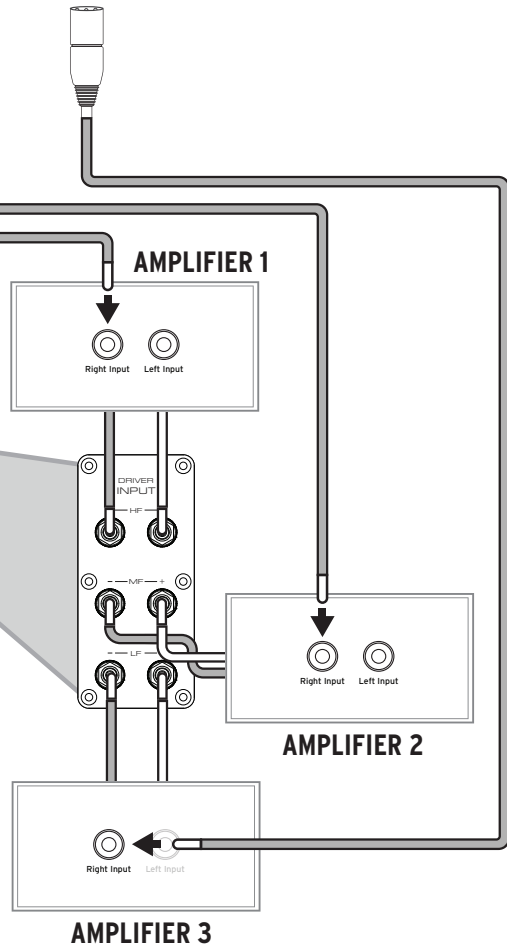 AMPLIFIER 1
Right Input Left Input
DRIVER
INPUT
HF
- MF +
- LF
Right Input Left Input
AMPLIFIER 2
Right Input Left Input
AMPLIFIER 3